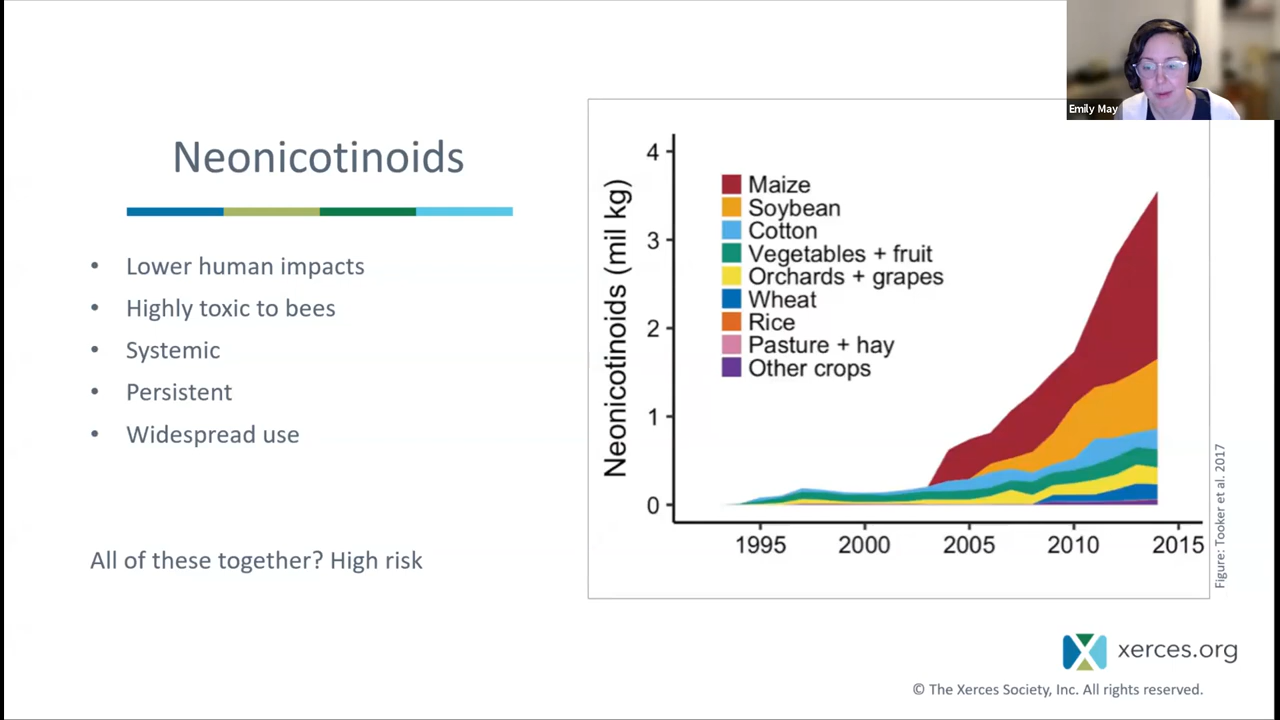 Neonicotinoids
• Lower human impacts
• Highly toxic to bees
• Systemic
• Persistent
• Widespread use
All of these together? High risk
Neonicotinoids (mil kg)
4
3
2
1
0
Maize
Soybean
Cotton
Vegetables + fruit
Orchards + grapes
Wheat
Rice
Pasture + hay
Other crops
1995 2000 2005 2010 2015
Figure: Tooker et al. 2017
Emily May
xerces.org
© The Xerces Society, Inc. All rights reserved.